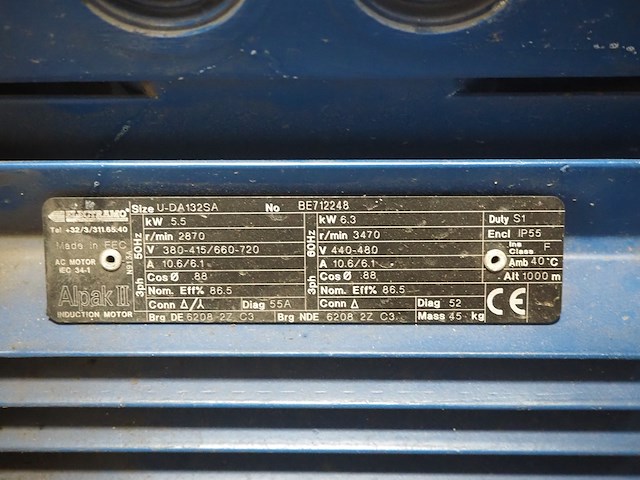 ELECTRAMO
Tel +32/3/311.65.40
Made in EEC
AC MOTOR
IEC 34-1
Alpak II
INDUCTION MOTOR
Size U-DA132SA No BE712248
3ph 50Hz
kW 5.5
r/min 2870
V 380-415/660-720
A 10.6/6.1
Cos Ø .88
Nom. Eff% 86.5
Conn Δ/⅄ Diag 55A
3ph 60Hz
kW 6.3
r/min 3470
V 440-480
A 10.6/6.1
Cos Ø .88
Nom. Eff% 86.5
Conn Δ Diag 52
Brg DE 6208 2Z C3 Brg NDE 6208 2Z C3 Mass 45 kg
Duty S1
Encl IP55
Ins Class F
Amb 40°C
Alt 1000 m
CE